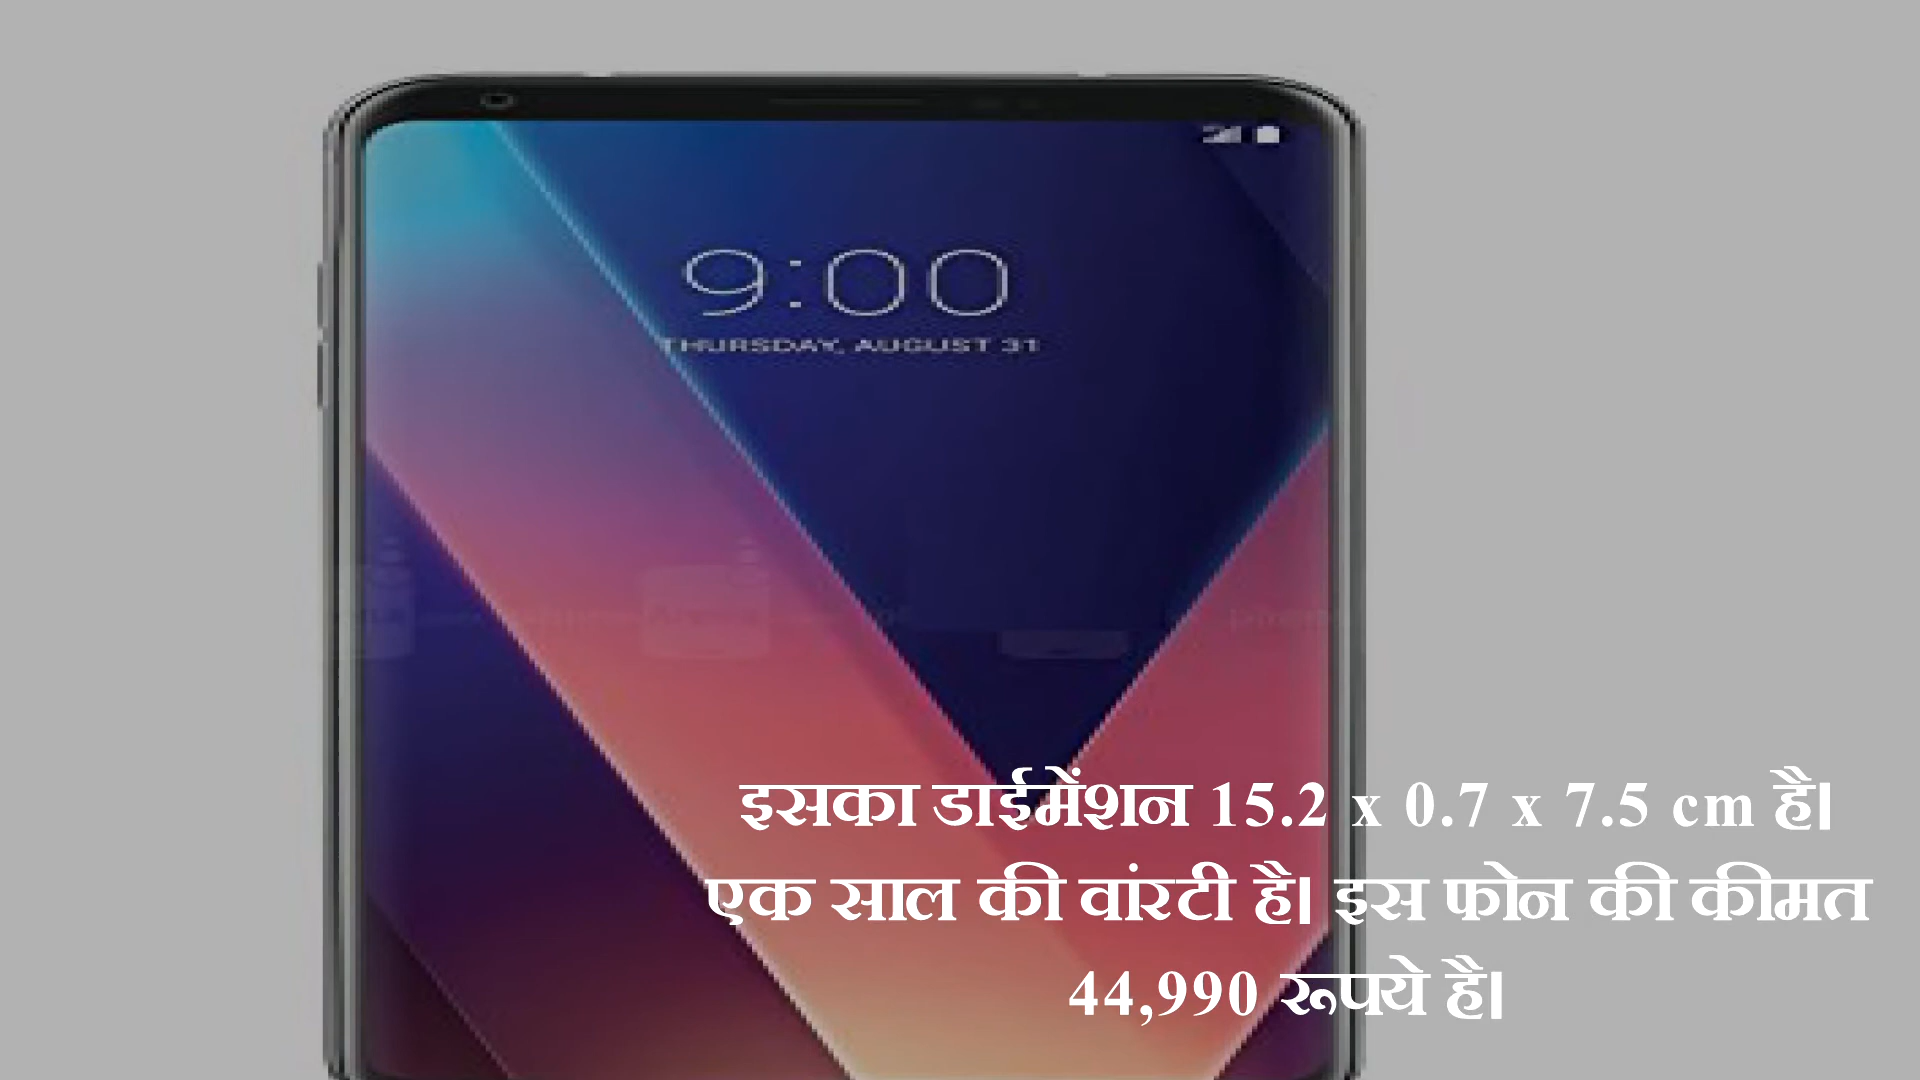 9:00
THURSDAY, AUGUST 31
इसका डाईमेंशन 15.2 x 0.7 x 7.5 cm है।
एक साल की वांरटी है। इस फोन की कीमत
44,990 रूपये है।